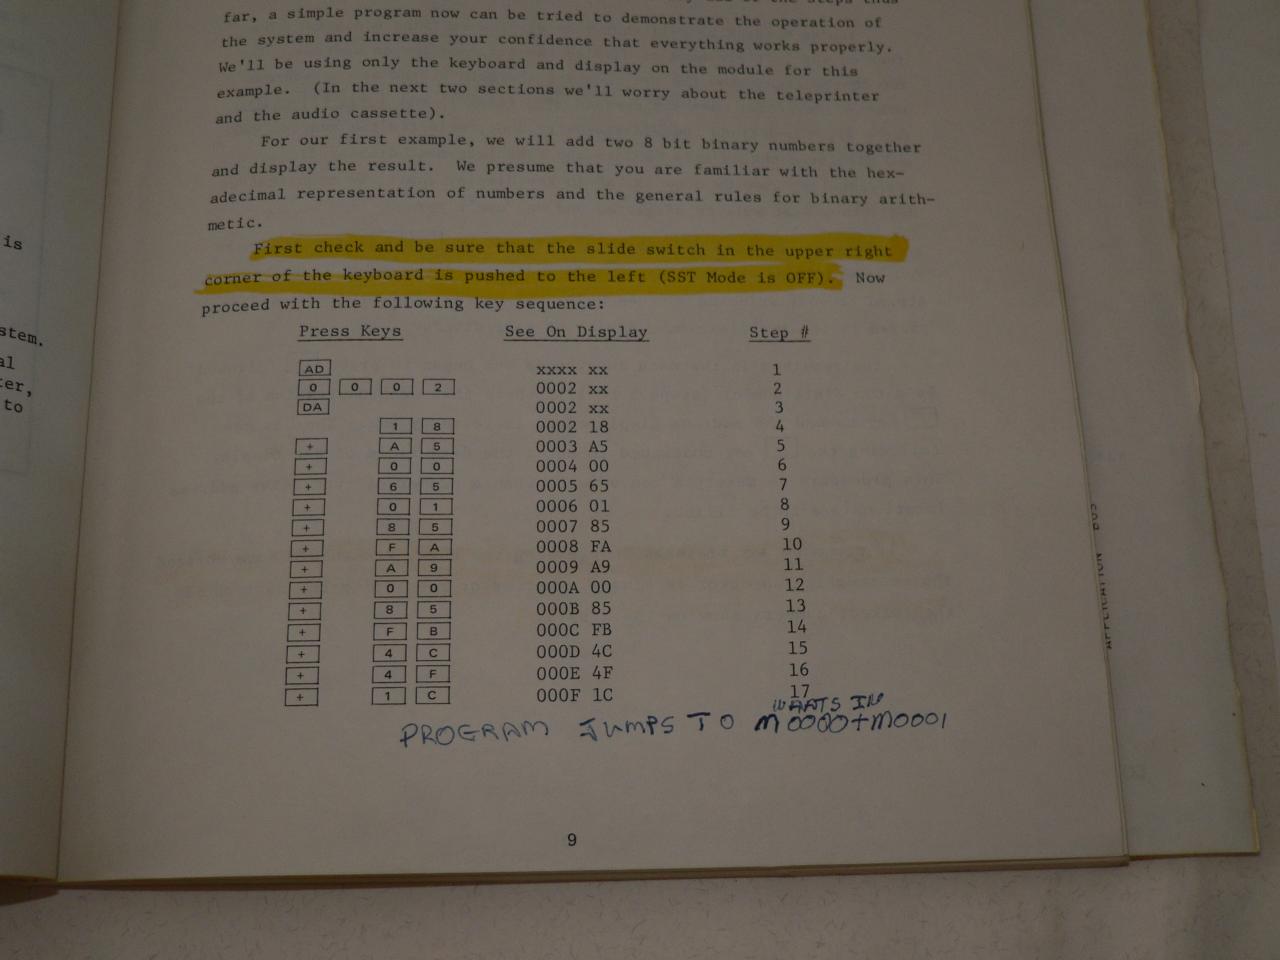 far, a simple program now can be tried to demonstrate the operation of
the system and increase your confidence that everything works properly.
We'll be using only the keyboard and display on the module for this
example. (In the next two sections we'll worry about the teleprinter
and the audio cassette).
For our first example, we will add two 8 bit binary numbers together
and display the result. We presume that you are familiar with the hex-
adecimal representation of numbers and the general rules for binary arith-
metic.
First check and be sure that the slide switch in the upper right
corner of the keyboard is pushed to the left (SST Mode is OFF). Now
proceed with the following key sequence:
Press Keys See On Display Step #
AD xxxx xx 1
0 0 0 2 0002 xx 2
DA 0002 xx 3
1 8 0002 18 4
+ A 5 0003 A5 5
+ 0 0 0004 00 6
+ 6 5 0005 65 7
+ 0 1 0006 01 8
+ 8 5 0007 85 9
+ F A 0008 FA 10
+ A 9 0009 A9 11
+ 0 0 000A 00 12
+ 8 5 000B 85 13
+ F B 000C FB 14
+ 4 C 000D 4C 15
+ 4 F 000E 4F 16
+ 1 C 000F 1C 17
PROGRAM JUMPS TO M0000+M0001
9
is
stem.
al
ter,
to
APPLICATION BUS